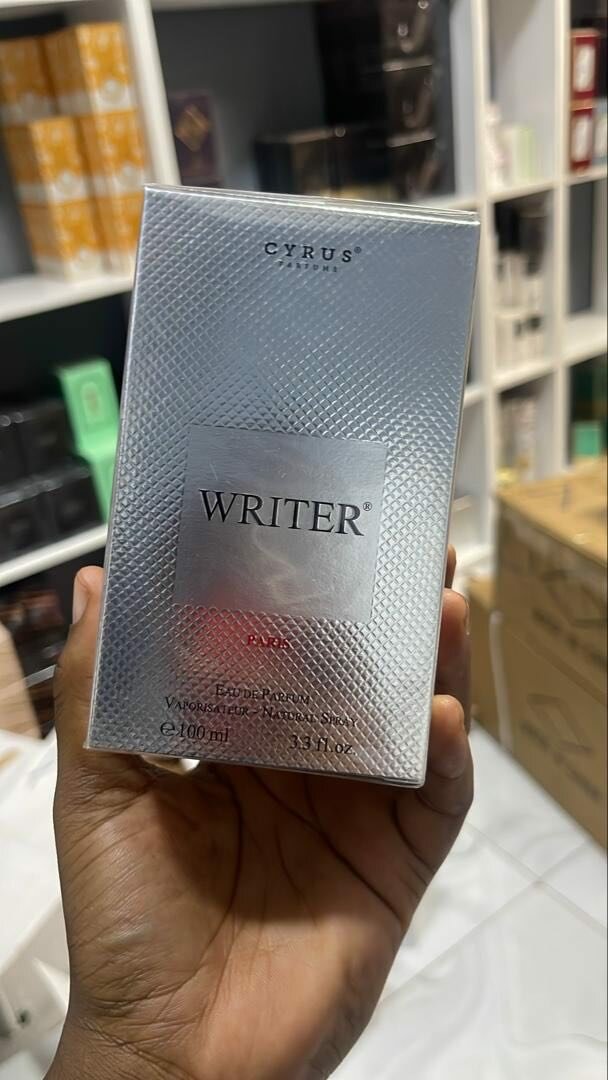 CYRUS®
PARFUMS
WRITER®
PARIS
EAU DE PARFUM
VAPORISATEUR - NATURAL SPRAY
℮100 ml 3.3 fl.oz.